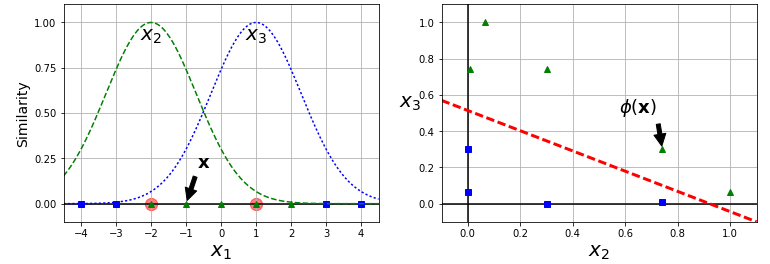 1.00
0.75
0.50
0.25
0.00
Similarity
x₂
x₃
x
−4 −3 −2 −1 0 1 2 3 4
x₁
1.0
0.8
0.6
0.4
0.2
0.0
x₃
ϕ(x)
0.0 0.2 0.4 0.6 0.8 1.0
x₂